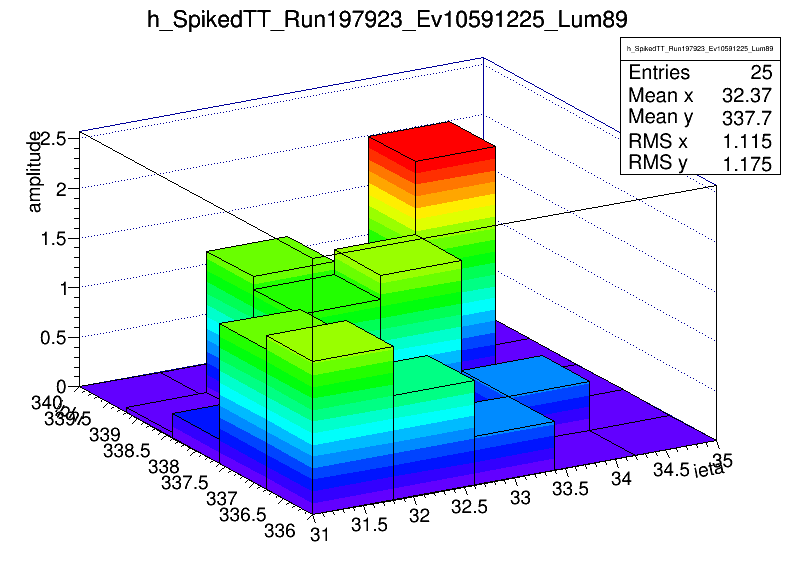 h_SpikedTT_Run197923_Ev10591225_Lum89
h_SpikedTT_Run197923_Ev10591225_Lum89
Entries 25
Mean x 32.37
Mean y 337.7
RMS x 1.115
RMS y 1.175
amplitude
2.5
2
1.5
1
0.5
0
340
339.5
339
338.5
338
337.5
337
336.5
336
31
31.5
32
32.5
33
33.5
34
34.5
35
ieta